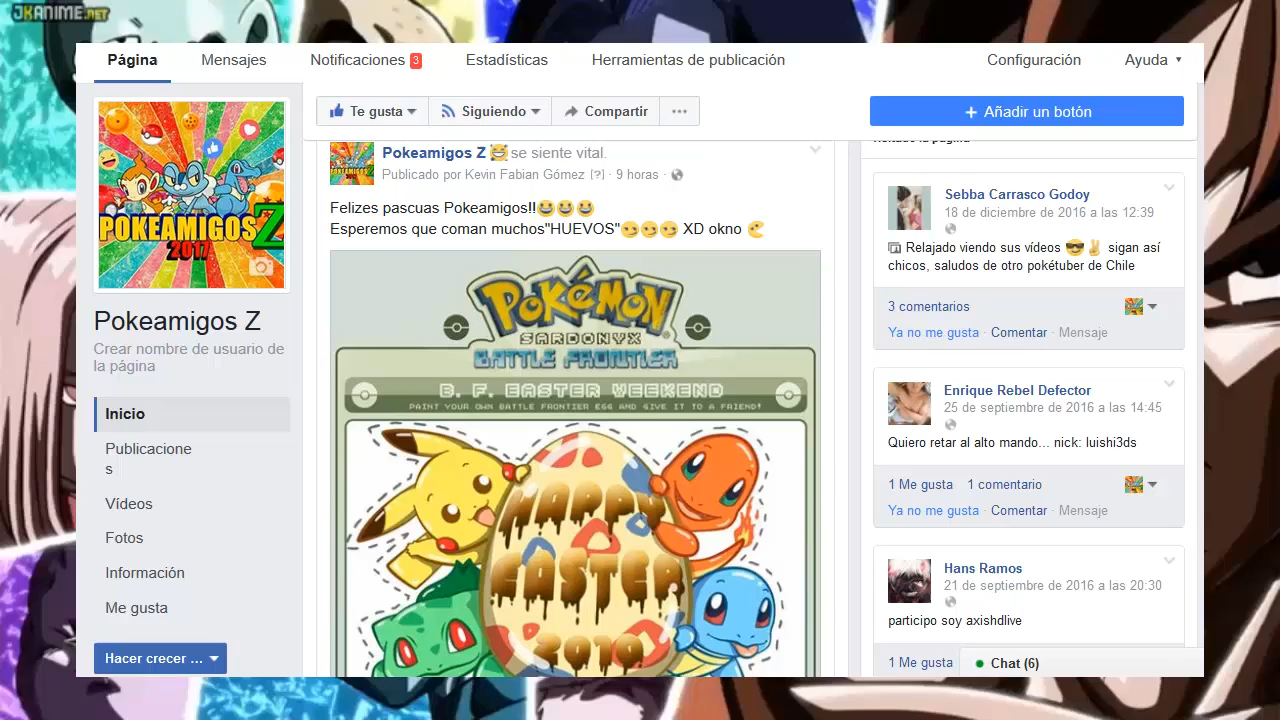 JKANIME.NET
Página
Mensajes
Notificaciones 3
Estadísticas
Herramientas de publicación
Configuración
Ayuda
Te gusta
Siguiendo
Compartir
+ Añadir un botón
POKEAMIGOS Z
2017
Pokeamigos Z
Crear nombre de usuario de
la página
Inicio
Publicacione
s
Vídeos
Fotos
Información
Me gusta
Hacer crecer ...
Pokeamigos Z 😹 se siente vital.
Publicado por Kevin Fabian Gómez [?] · 9 horas ·
Felizes pascuas Pokeamigos!!😃😃😃
Esperemos que coman muchos"HUEVOS"😏😏😏 XD okno
POKéMON
SARDONYX
BATTLE FRONTIER
B. F. EASTER WEEKEND
PAINT YOUR OWN BATTLE FRONTIER EGG AND GIVE IT TO A FRIEND!
HAPPY
EASTER
2010
Sebba Carrasco Godoy
18 de diciembre de 2016 a las 12:39
Relajado viendo sus vídeos 😎✌ sigan así
chicos, saludos de otro pokétuber de Chile
3 comentarios
Ya no me gusta · Comentar · Mensaje
Enrique Rebel Defector
25 de septiembre de 2016 a las 14:45
Quiero retar al alto mando... nick: luishi3ds
1 Me gusta 1 comentario
Ya no me gusta · Comentar · Mensaje
Hans Ramos
21 de septiembre de 2016 a las 20:30
participo soy axishdlive
1 Me gusta
Chat (6)